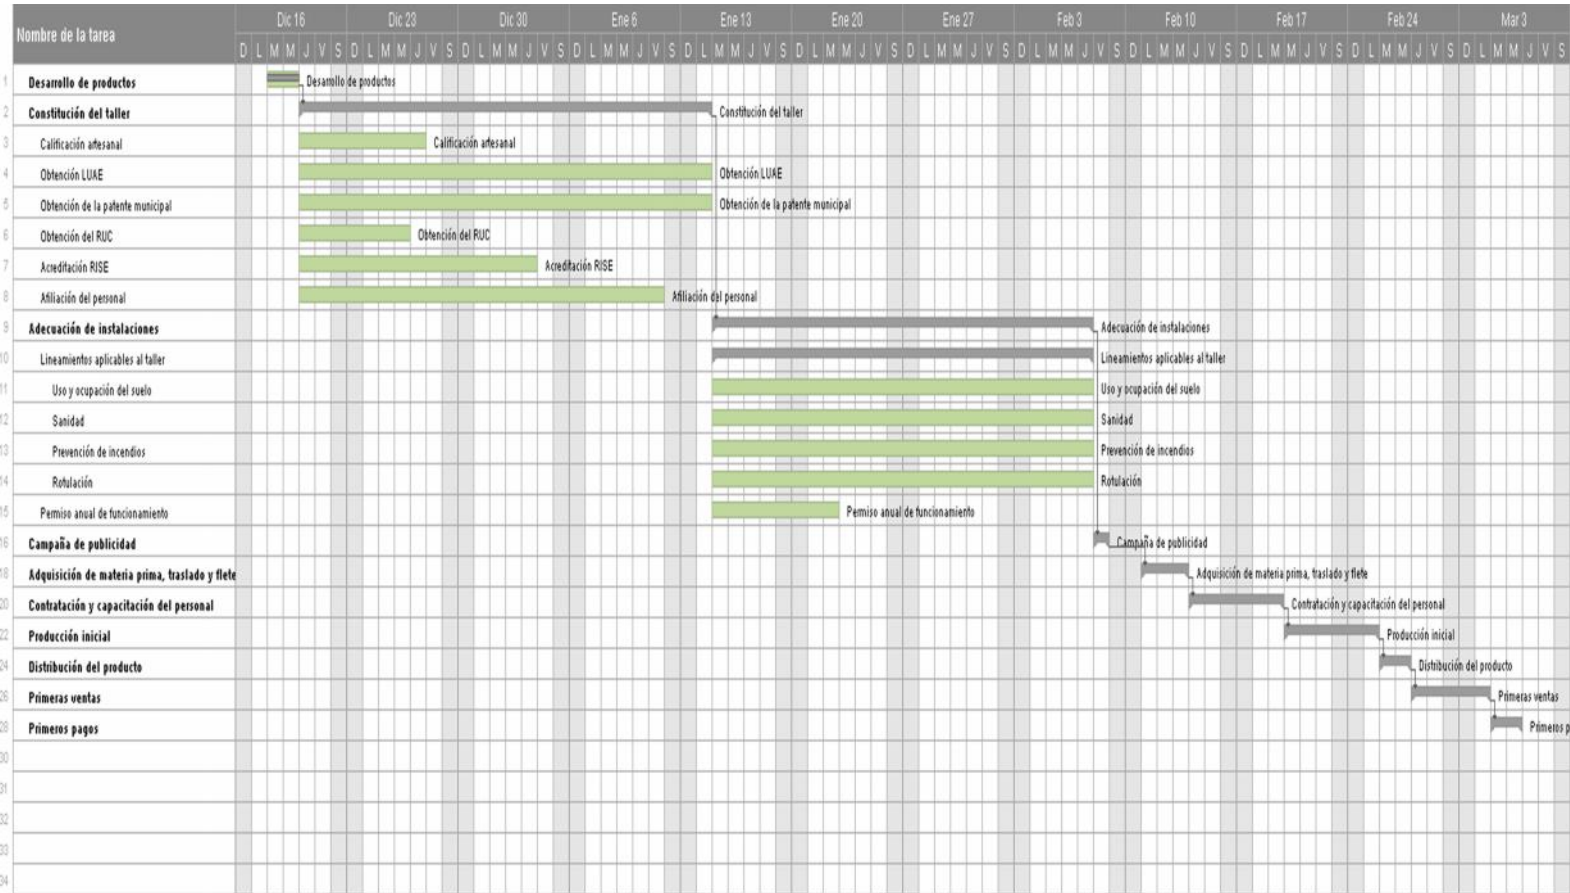 Nombre de la tarea
Dic 16 Dic 23 Dic 30 Ene 6 Ene 13 Ene 20 Ene 27 Feb 3 Feb 10 Feb 17 Feb 24 Mar 3
D L M M J V S D L M M J V S D L M M J V S D L M M J V S D L M M J V S D L M M J V S D L M M J V S D L M M J V S D L M M J V S D L M M J V S D L M M J V S D L M M J V S
1 Desarrollo de productos Desarrollo de productos
2 Constitución del taller Constitución del taller
3 Calificación artesanal Calificación artesanal
4 Obtención LUAE Obtención LUAE
5 Obtención de la patente municipal Obtención de la patente municipal
6 Obtención del RUC Obtención del RUC
7 Acreditación RISE Acreditación RISE
8 Afiliación del personal Afiliación del personal
9 Adecuación de instalaciones Adecuación de instalaciones
10 Lineamientos aplicables al taller Lineamientos aplicables al taller
11 Uso y ocupación del suelo Uso y ocupación del suelo
12 Sanidad Sanidad
13 Prevención de incendios Prevención de incendios
14 Rotulación Rotulación
15 Permiso anual de funcionamiento Permiso anual de funcionamiento
16 Campaña de publicidad Campaña de publicidad
18 Adquisición de materia prima, traslado y flete Adquisición de materia prima, traslado y flete
20 Contratación y capacitación del personal Contratación y capacitación del personal
22 Producción inicial Producción inicial
24 Distribución del producto Distribución del producto
26 Primeras ventas Primeras ventas
28 Primeros pagos Primeros p
30
31
32
33
34